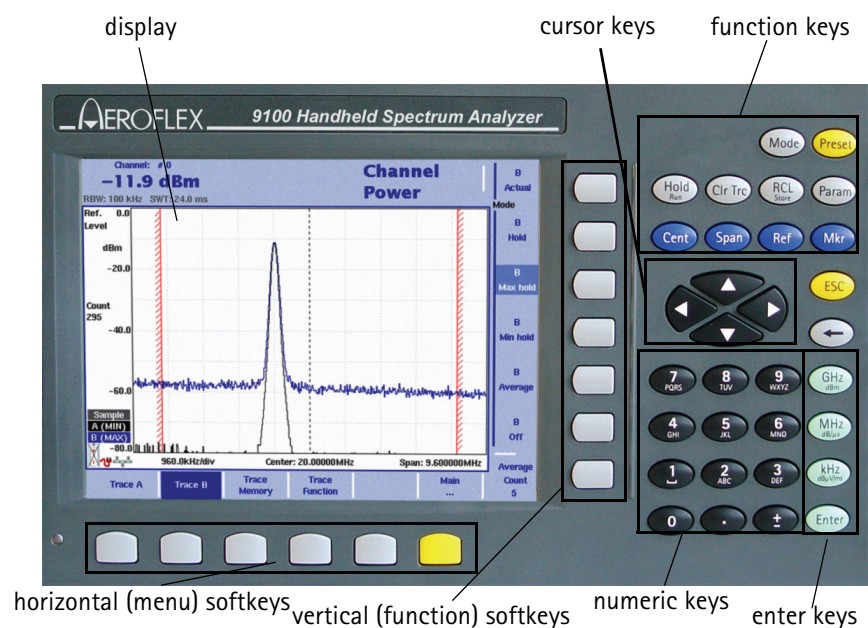 display
cursor keys
function keys
AEROFLEX
9100 Handheld Spectrum Analyzer
Channel: # 0
-11.9 dBm
Channel
Power
RBW: 100 kHz SWT: 24.0 ms
B
Actual
Mode
B
Hold
B
Max hold
B
Min hold
B
Average
B
Off
Average
Count
5
Ref.
Level
0.0
dBm
-20.0
Count
295
-40.0
-60.0
Sample
A (MIN)
B (MAX)
-80.0
960.0kHz/div
Center: 20.00000MHz
Span: 9.600000MHz
Trace A
Trace B
Trace
Memory
Trace
Function
Main
...
Mode
Preset
Hold
Run
Clr Trc
RCL
Store
Param
Cent
Span
Ref
Mkr
ESC
7
PQRS
8
TUV
9
WXYZ
GHz
dBm
4
GHI
5
JKL
6
MNO
MHz
dB/µs
1
2
ABC
3
DEF
kHz
dBµV/ms
0
.
±
Enter
horizontal (menu) softkeys
vertical (function) softkeys
numeric keys
enter keys